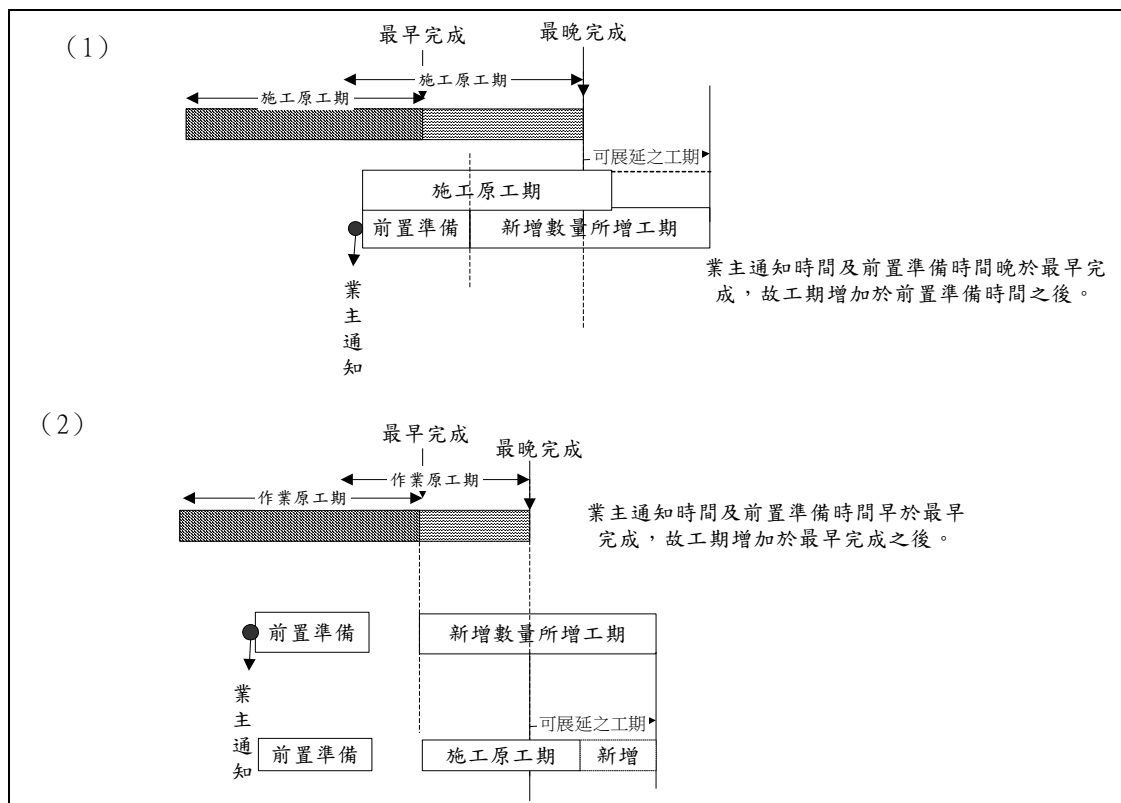 （1）
最早完成
最晚完成
施工原工期
施工原工期
可展延之工期
施工原工期
前置準備
新增數量所增工期
業主通知
業主通知時間及前置準備時間晚於最早完
成，故工期增加於前置準備時間之後。
（2）
最早完成
最晚完成
作業原工期
作業原工期
業主通知時間及前置準備時間早於最早
完成，故工期增加於最早完成之後。
前置準備
新增數量所增工期
業主通知
可展延之工期
前置準備
施工原工期
新增